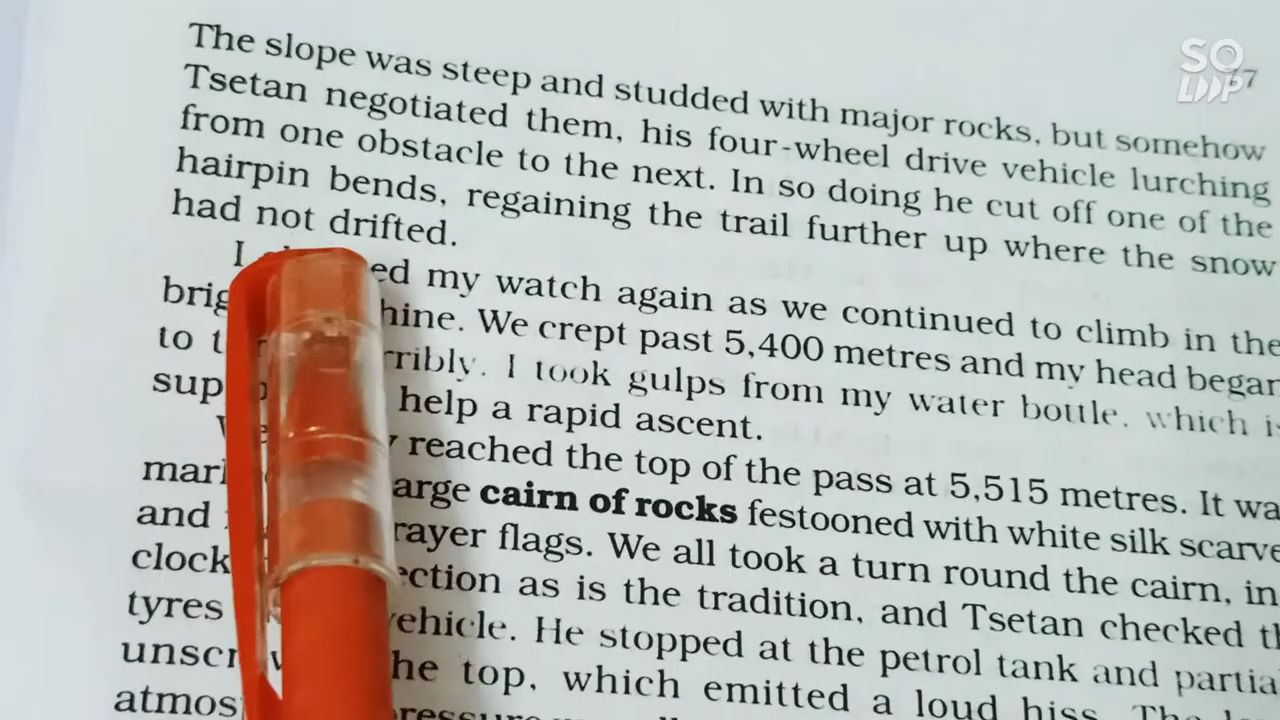 SO
LOOP
The slope was steep and studded with major rocks, but somehow
Tsetan negotiated them, his four-wheel drive vehicle lurching
from one obstacle to the next. In so doing he cut off one of the
hairpin bends, regaining the trail further up where the snow
had not drifted.
I ed my watch again as we continued to climb in the
brig hine. We crept past 5,400 metres and my head began
to t rribly. I took gulps from my water bottle, which is
sup help a rapid ascent.
y reached the top of the pass at 5,515 metres. It wa
mar arge cairn of rocks festooned with white silk scarve
and rayer flags. We all took a turn round the cairn, in
clock ection as is the tradition, and Tsetan checked th
tyres vehicle. He stopped at the petrol tank and partia
unscr he top, which emitted a loud hiss. The
atmos pressure